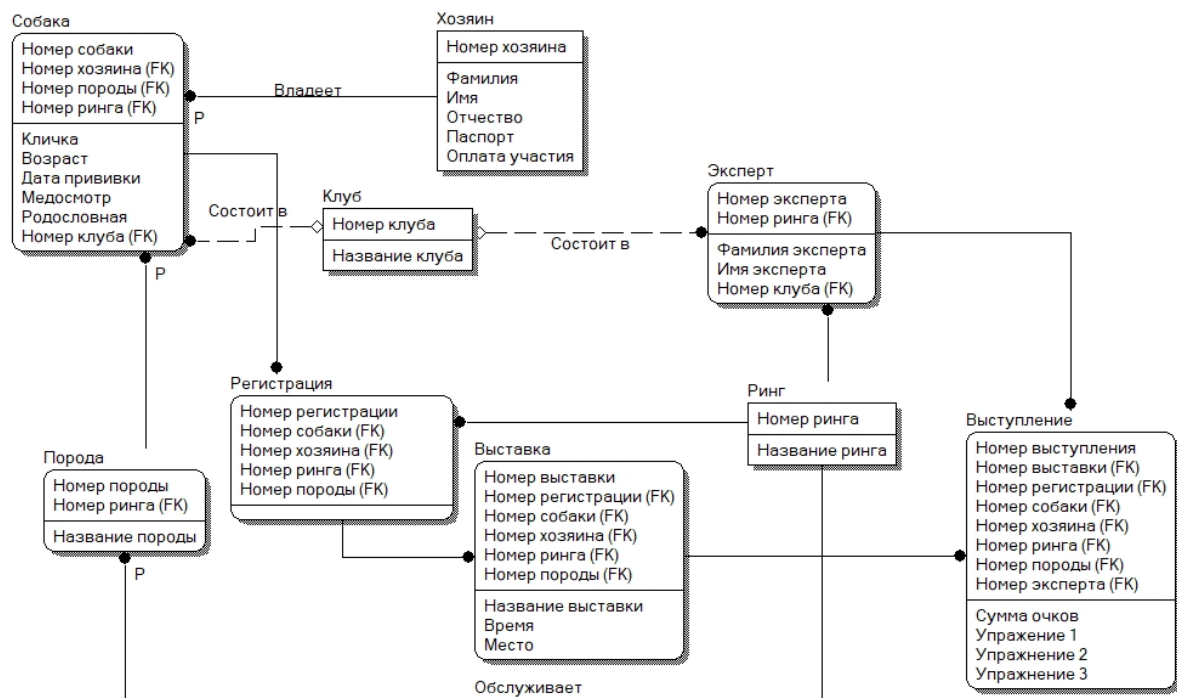 Собака
Номер собаки
Номер хозяина (FK)
Номер породы (FK)
Номер ринга (FK)
Кличка
Возраст
Дата прививки
Медосмотр
Родословная
Номер клуба (FK)
Хозяин
Номер хозяина
Фамилия
Имя
Отчество
Паспорт
Оплата участия
Владеет
P
Клуб
Номер клуба
Название клуба
Состоит в
Состоит в
Эксперт
Номер эксперта
Номер ринга (FK)
Фамилия эксперта
Имя эксперта
Номер клуба (FK)
P
Регистрация
Номер регистрации
Номер собаки (FK)
Номер хозяина (FK)
Номер ринга (FK)
Номер породы (FK)
Ринг
Номер ринга
Название ринга
Порода
Номер породы
Номер ринга (FK)
Название породы
P
Выставка
Номер выставки
Номер регистрации (FK)
Номер собаки (FK)
Номер хозяина (FK)
Номер ринга (FK)
Номер породы (FK)
Название выставки
Время
Место
Выступление
Номер выступления
Номер выставки (FK)
Номер регистрации (FK)
Номер собаки (FK)
Номер хозяина (FK)
Номер ринга (FK)
Номер породы (FK)
Номер эксперта (FK)
Сумма очков
Упражение 1
Упражнение 2
Упражнение 3
Обслуживает